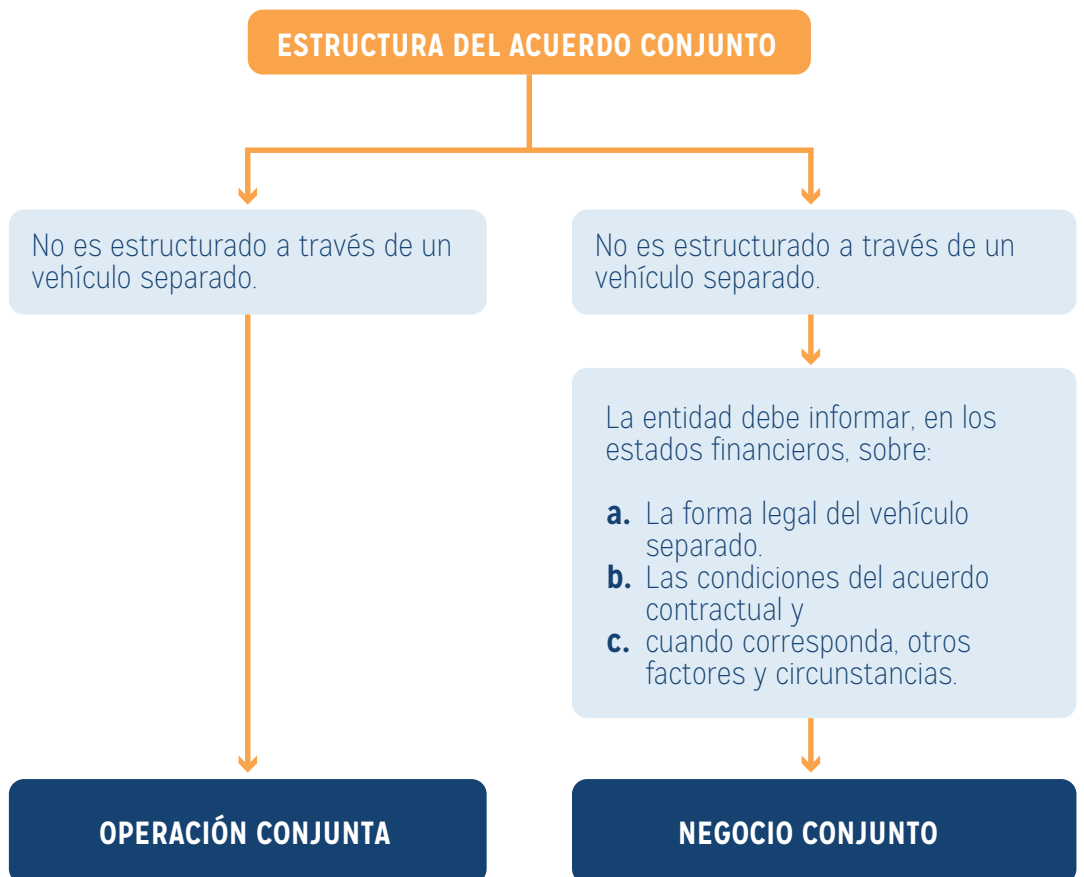 ESTRUCTURA DEL ACUERDO CONJUNTO
No es estructurado a través de un
vehículo separado.
No es estructurado a través de un
vehículo separado.
La entidad debe informar, en los
estados financieros, sobre:
a. La forma legal del vehículo
separado.
b. Las condiciones del acuerdo
contractual y
c. cuando corresponda, otros
factores y circunstancias.
OPERACIÓN CONJUNTA
NEGOCIO CONJUNTO